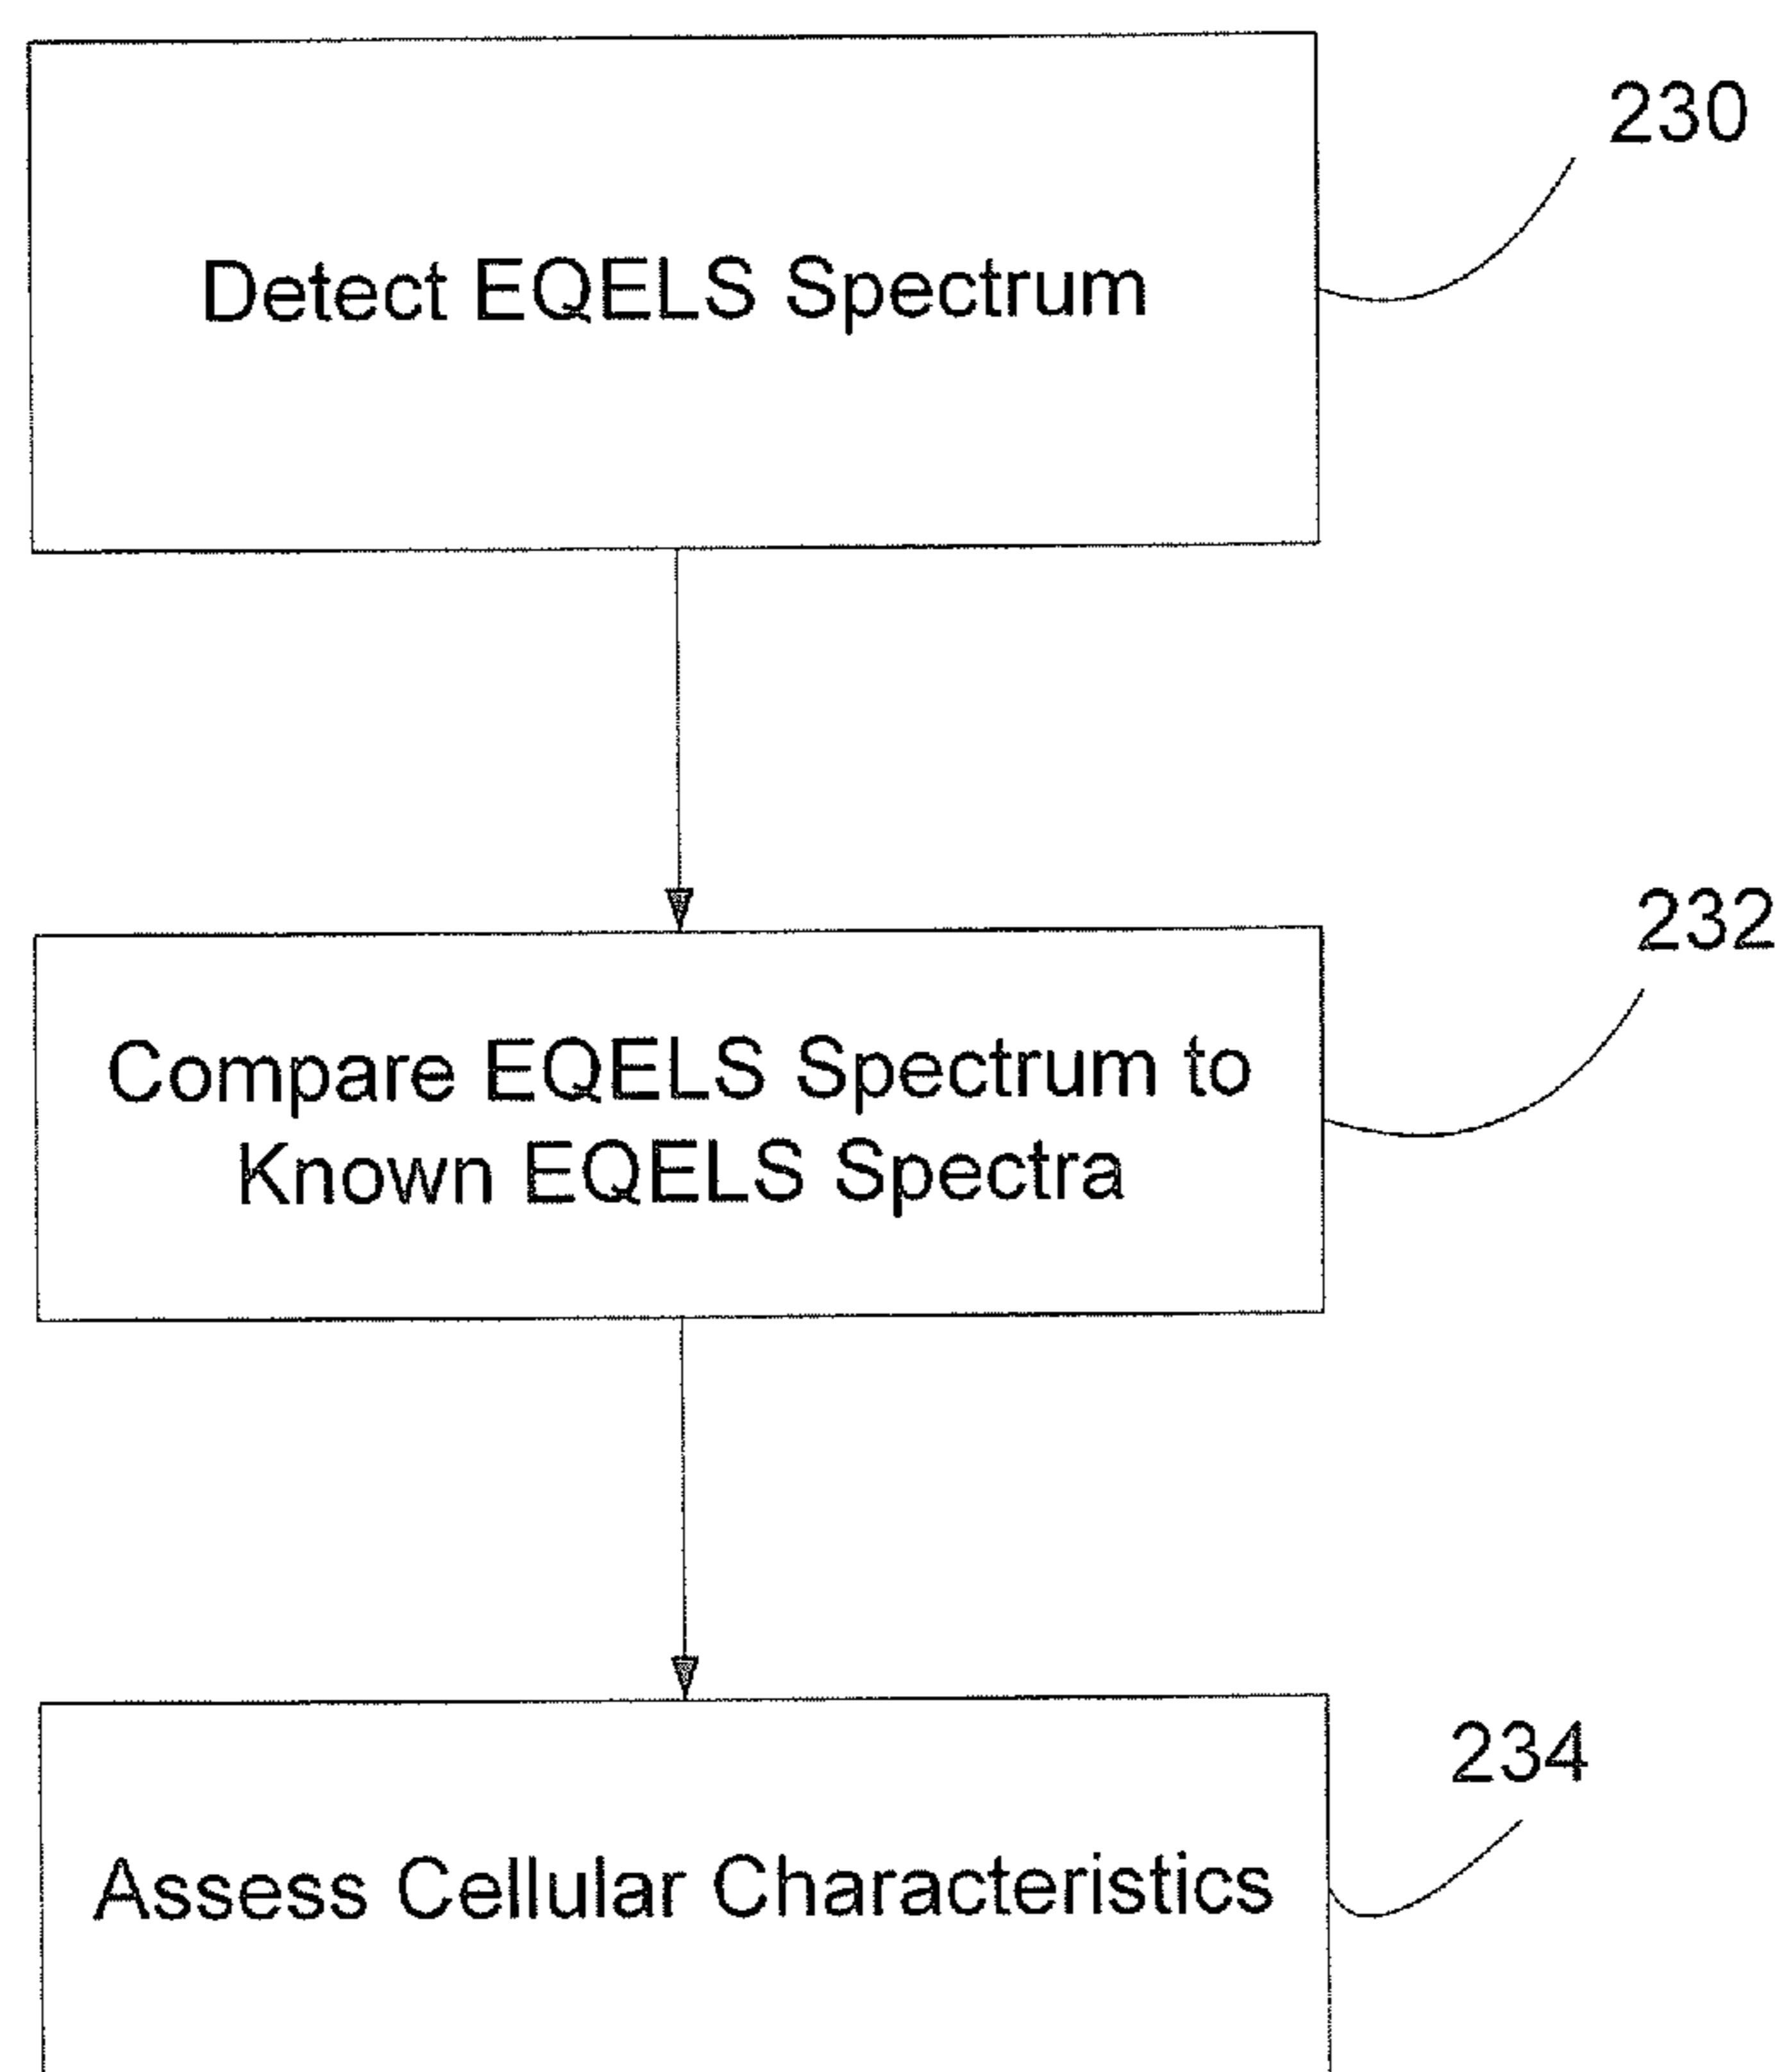 230
Detect EQELS Spectrum
232
Compare EQELS Spectrum to
Known EQELS Spectra
234
Assess Cellular Characteristics